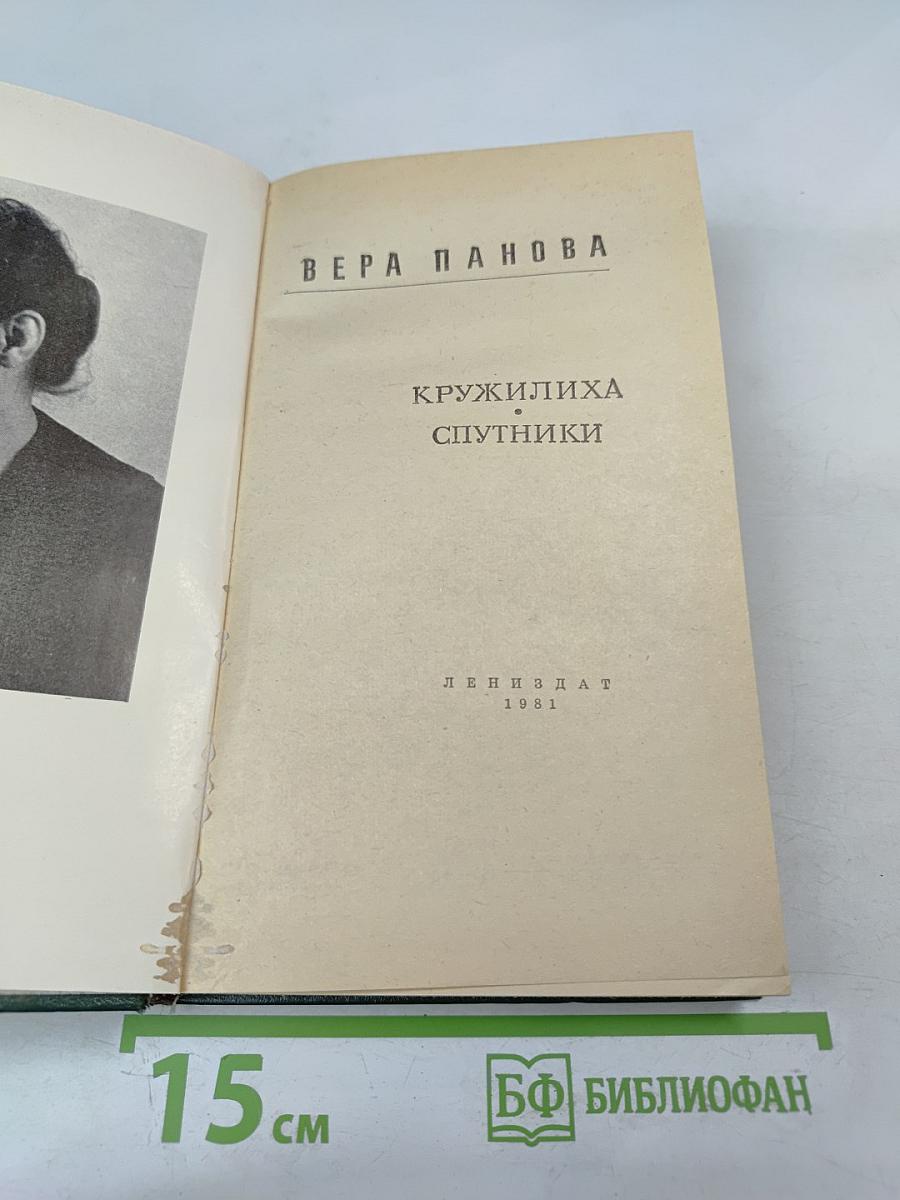 ВЕРА ПАНОВА
КРУЖИЛИХА
•
СПУТНИКИ
ЛЕНИЗДАТ
1981
15 см
БФ БИБЛИОФАН